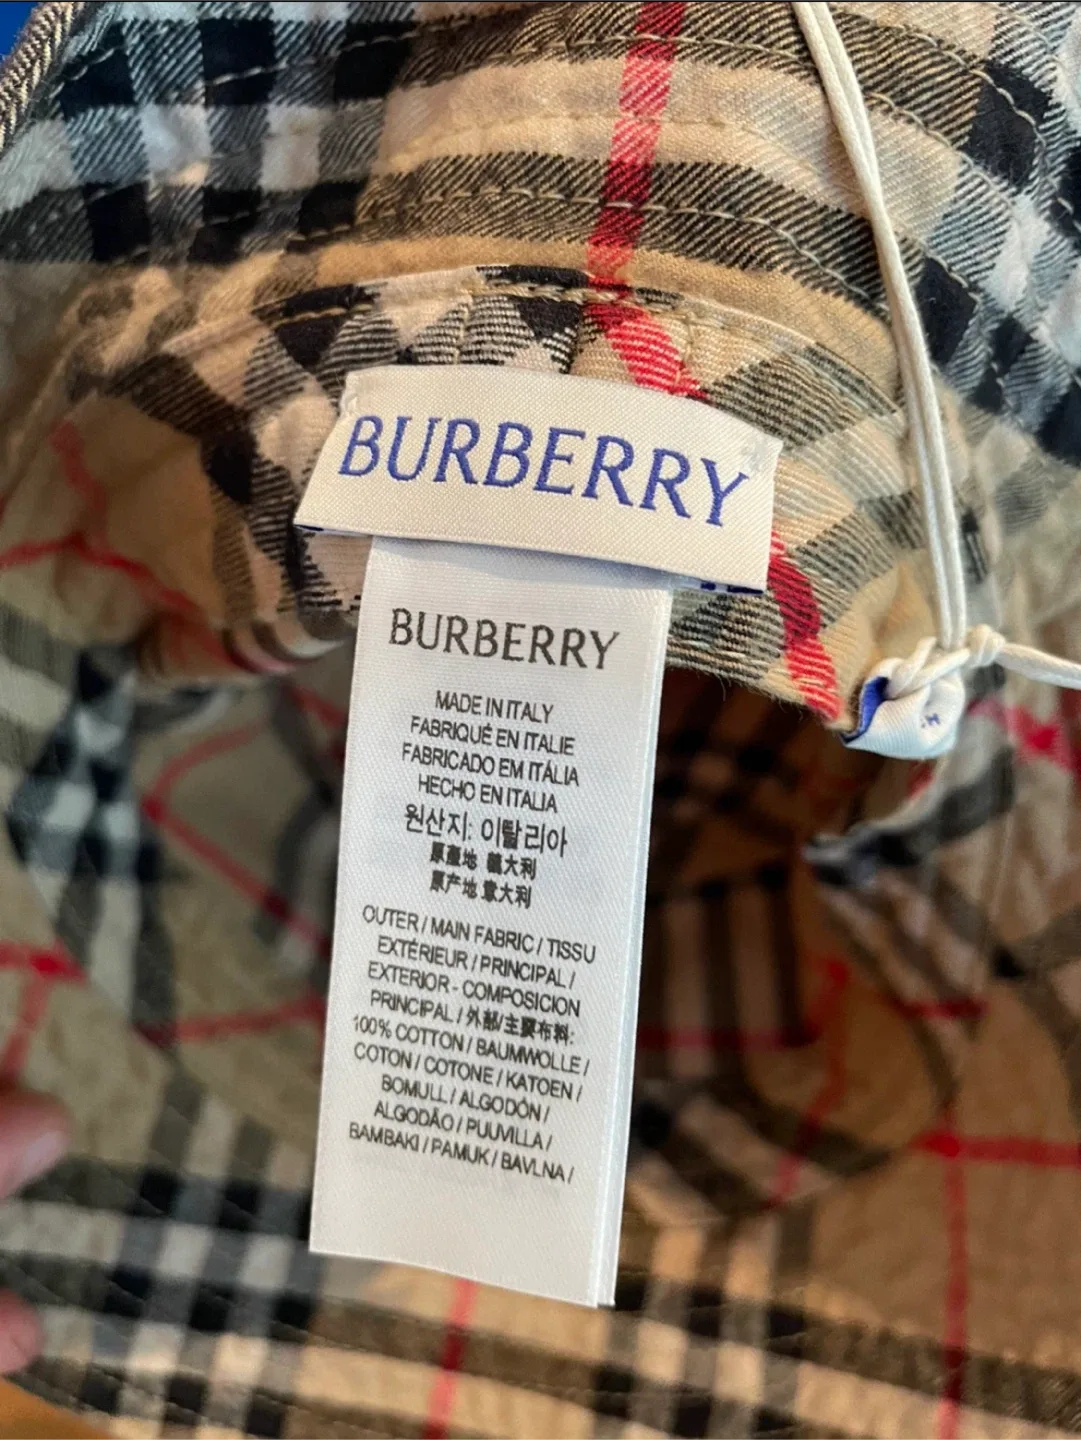 BURBERRY
BURBERRY
MADE IN ITALY
FABRIQUÉ EN ITALIE
FABRICADO EM ITÁLIA
HECHO EN ITALIA
원산지: 이탈리아
原產地 義大利
原产地 意大利
OUTER / MAIN FABRIC / TISSU
EXTÉRIEUR / PRINCIPAL /
EXTERIOR - COMPOSICION
PRINCIPAL / 外部/主要布料:
100% COTTON / BAUMWOLLE /
COTON / COTONE / KATOEN /
BOMULL / ALGODÓN /
ALGODÃO / PUUVILLA /
BAMBAKI / PAMUK / BAVLNA /